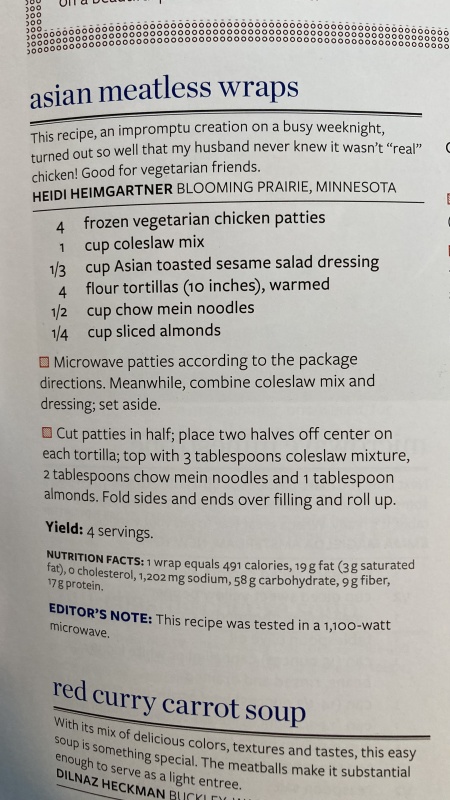 on a
asian meatless wraps
This recipe, an impromptu creation on a busy weeknight,
turned out so well that my husband never knew it wasn't "real"
chicken! Good for vegetarian friends.
HEIDI HEIMGARTNER BLOOMING PRAIRIE, MINNESOTA
4 frozen vegetarian chicken patties
1 cup coleslaw mix
1/3 cup Asian toasted sesame salad dressing
4 flour tortillas (10 inches), warmed
1/2 cup chow mein noodles
1/4 cup sliced almonds
Microwave patties according to the package
directions. Meanwhile, combine coleslaw mix and
dressing; set aside.
Cut patties in half; place two halves off center on
each tortilla; top with 3 tablespoons coleslaw mixture,
2 tablespoons chow mein noodles and 1 tablespoon
almonds. Fold sides and ends over filling and roll up.
Yield: 4 servings.
NUTRITION FACTS: 1 wrap equals 491 calories, 19 g fat (3 g saturated
fat), 0 cholesterol, 1,202 mg sodium, 58 g carbohydrate, 9 g fiber,
17 g protein.
EDITOR'S NOTE: This recipe was tested in a 1,100-watt
microwave.
red curry carrot soup
With its mix of delicious colors, textures and tastes, this easy
soup is something special. The meatballs make it substantial
enough to serve as a light entree.
DILNAZ HECKMAN BUCKLEY,